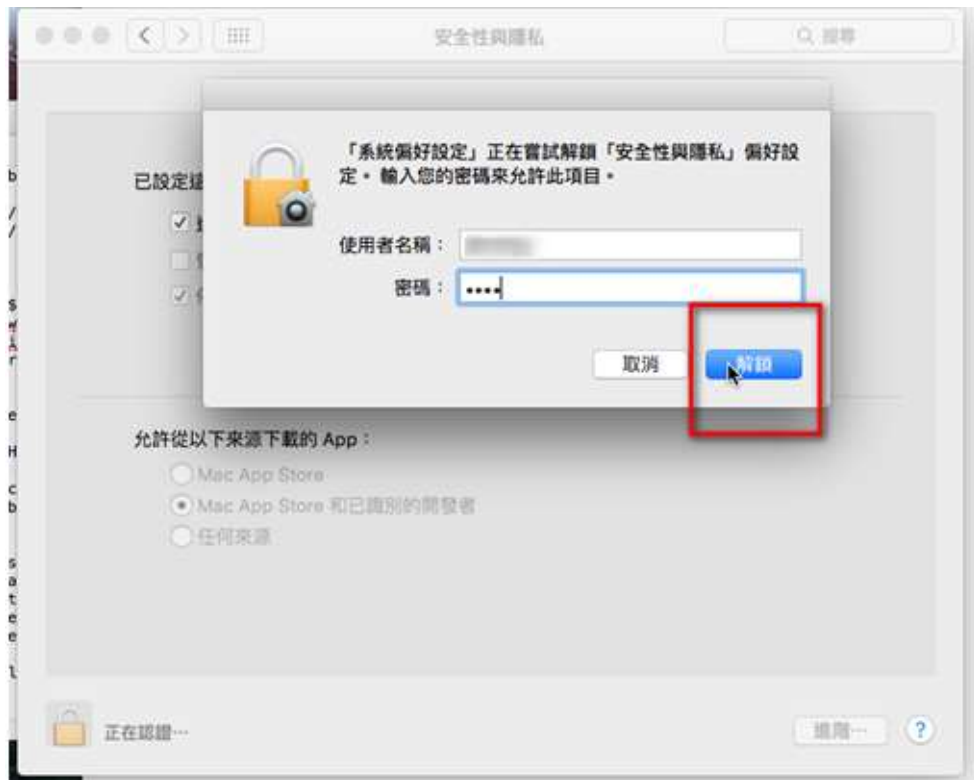 安全性與隱私
搜尋
「系統偏好設定」正在嘗試解鎖「安全性與隱私」偏好設
定。輸入您的密碼來允許此項目。
已設定這
使用者名稱：
密碼：••••
取消
解鎖
允許從以下來源下載的 App：
Mac App Store
Mac App Store 和已識別的開發者
任何來源
正在認證…
進階…
?